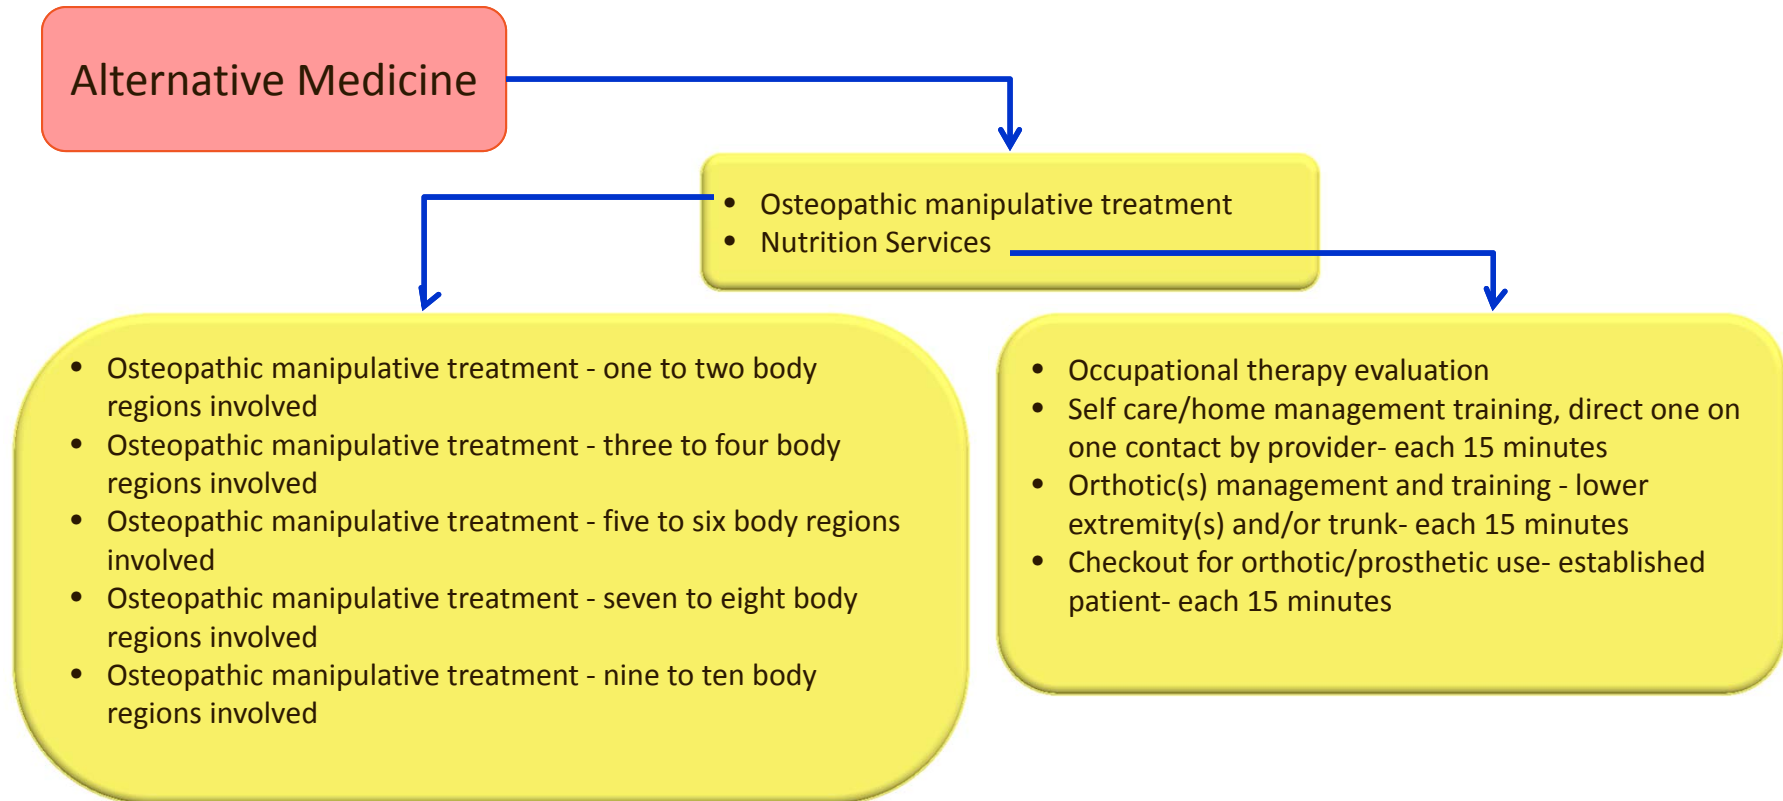 Alternative Medicine
• Osteopathic manipulative treatment
• Nutrition Services
• Osteopathic manipulative treatment - one to two body
regions involved
• Osteopathic manipulative treatment - three to four body
regions involved
• Osteopathic manipulative treatment - five to six body regions
involved
• Osteopathic manipulative treatment - seven to eight body
regions involved
• Osteopathic manipulative treatment - nine to ten body
regions involved
• Occupational therapy evaluation
• Self care/home management training, direct one on
one contact by provider- each 15 minutes
• Orthotic(s) management and training - lower
extremity(s) and/or trunk- each 15 minutes
• Checkout for orthotic/prosthetic use- established
patient- each 15 minutes